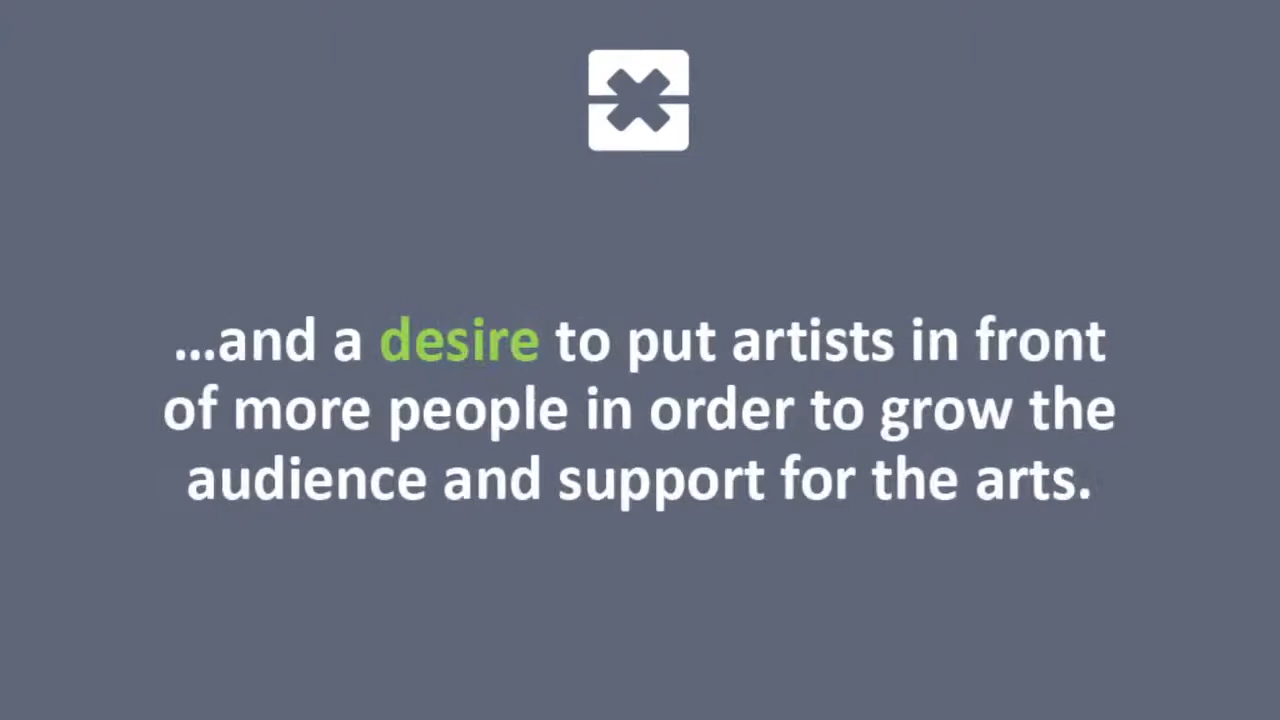 ...and a desire to put artists in front
of more people in order to grow the
audience and support for the arts.